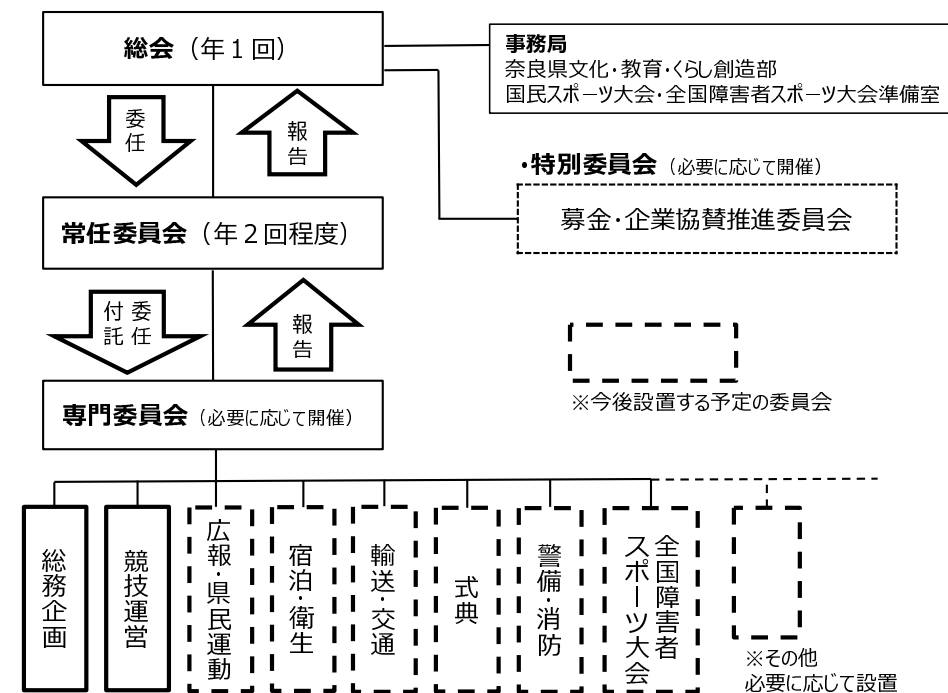 総会（年１回）
事務局
奈良県文化・教育・くらし創造部
国民スポーツ大会・全国障害者スポーツ大会準備室
委任
報告
・特別委員会（必要に応じて開催）
募金・企業協賛推進委員会
常任委員会（年２回程度）
委任
付託
報告
※今後設置する予定の委員会
専門委員会（必要に応じて開催）
総務企画
競技運営
広報・県民運動
宿泊・衛生
輸送・交通
式典
警備・消防
全国障害者
スポーツ大会
※その他
必要に応じて設置